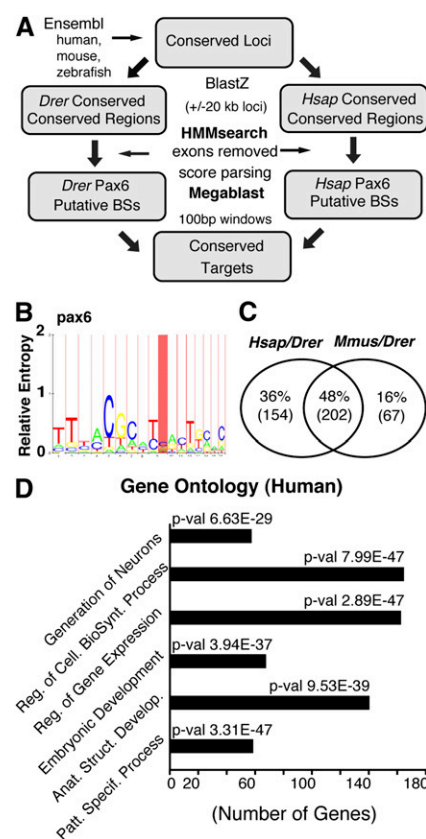 A
Ensembl
human,
mouse,
zebrafish
Conserved Loci
BlastZ
(+/-20 kb loci)
Drer Conserved
Conserved Regions
Hsap Conserved
Conserved Regions
HMMsearch
exons removed
score parsing
Megablast
Drer Pax6
Putative BSs
Hsap Pax6
Putative BSs
100bp windows
Conserved
Targets
B
pax6
Relative Entropy
2
1
0
C
Hsap/Drer
Mmus/Drer
36%
(154)
48%
(202)
16%
(67)
D
Gene Ontology (Human)
Generation of Neurons
p-val 6.63E-29
Reg. of Cell. BioSynt. Process
p-val 7.99E-47
Reg. of Gene Expression
p-val 2.89E-47
Embryonic Development
p-val 3.94E-37
Anat. Struct. Develop.
p-val 9.53E-39
Patt. Specif. Process
p-val 3.31E-47
0 20 60 100 140 180
(Number of Genes)